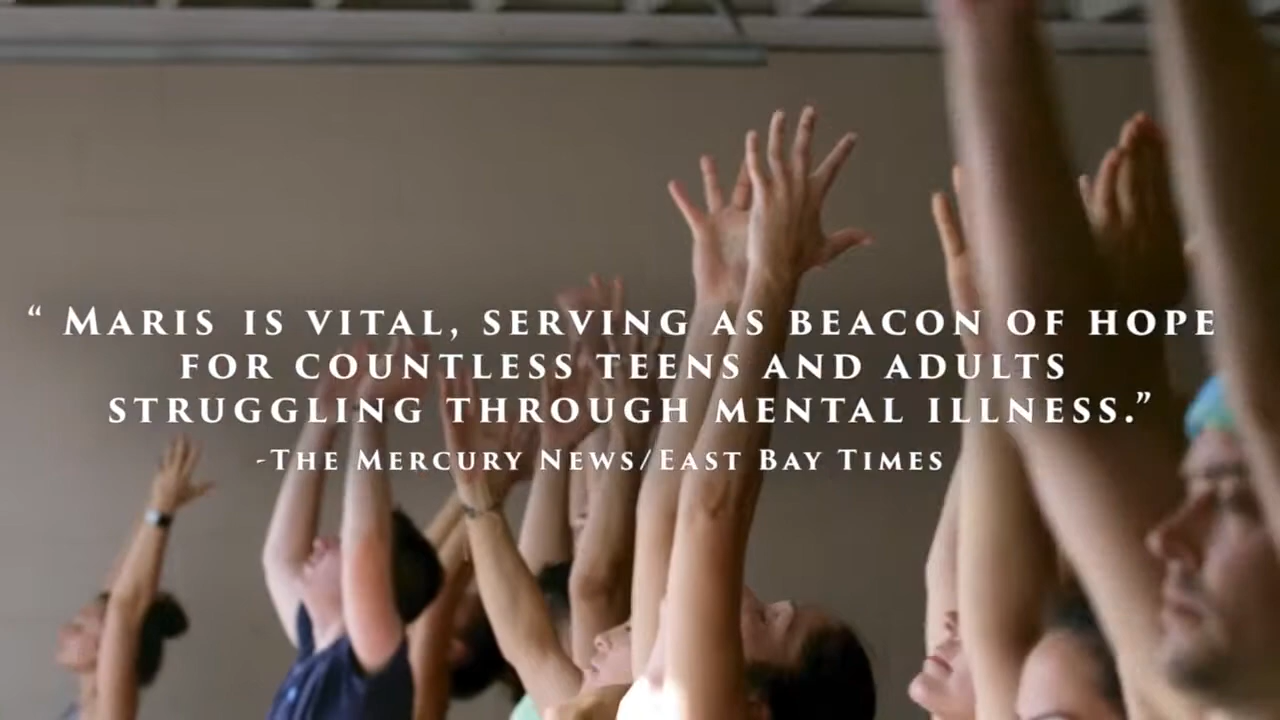 “ Maris is vital, serving as beacon of hope
for countless teens and adults
struggling through mental illness.”
-The Mercury News/East Bay Times